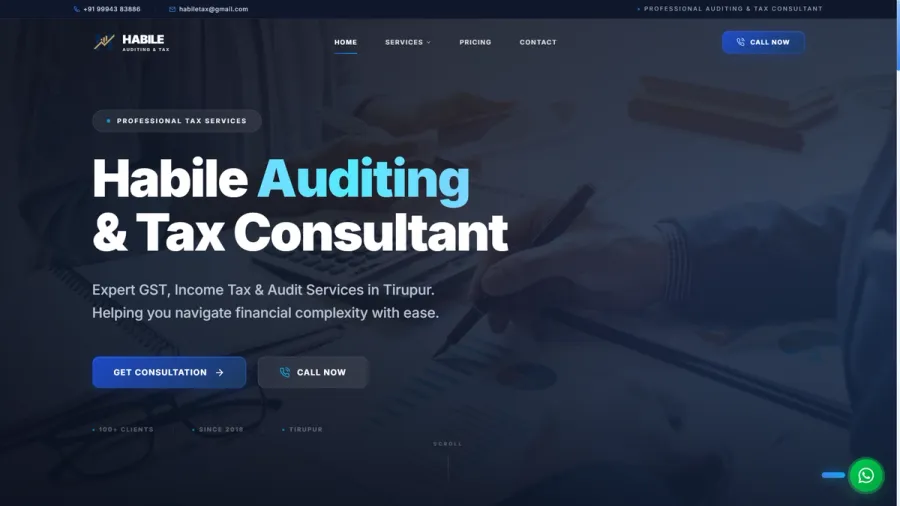 +91 99943 83886
habiletax@gmail.com
• PROFESSIONAL AUDITING & TAX CONSULTANT
HABILE
AUDITING & TAX
HOME
SERVICES
PRICING
CONTACT
CALL NOW
• PROFESSIONAL TAX SERVICES
Habile Auditing
& Tax Consultant
Expert GST, Income Tax & Audit Services in Tirupur.
Helping you navigate financial complexity with ease.
GET CONSULTATION →
CALL NOW
• 100+ CLIENTS
• SINCE 2018
• TIRUPUR
SCROLL